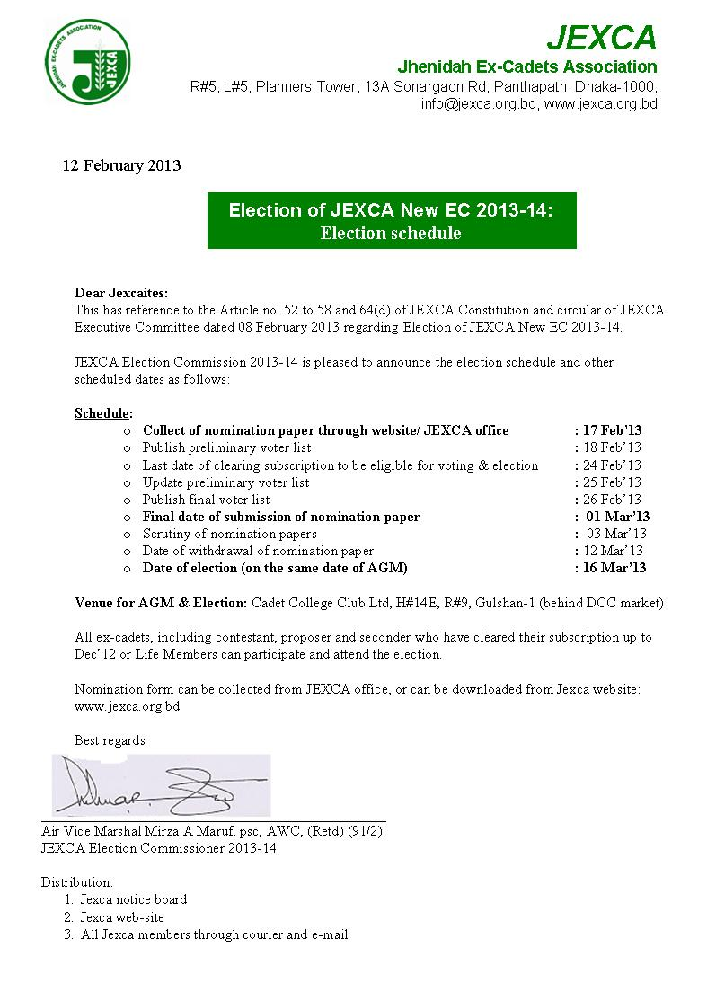 JHENIDAH EX-CADETS ASSOCIATION
JEXCA
JEXCA
Jhenidah Ex-Cadets Association
R#5, L#5, Planners Tower, 13A Sonargaon Rd, Panthapath, Dhaka-1000,
info@jexca.org.bd, www.jexca.org.bd
12 February 2013
Election of JEXCA New EC 2013-14:
Election schedule
Dear Jexcaites:
This has reference to the Article no. 52 to 58 and 64(d) of JEXCA Constitution and circular of JEXCA
Executive Committee dated 08 February 2013 regarding Election of JEXCA New EC 2013-14.
JEXCA Election Commission 2013-14 is pleased to announce the election schedule and other
scheduled dates as follows:
Schedule:
o Collect of nomination paper through website/ JEXCA office : 17 Feb’13
o Publish preliminary voter list : 18 Feb’13
o Last date of clearing subscription to be eligible for voting & election : 24 Feb’13
o Update preliminary voter list : 25 Feb’13
o Publish final voter list : 26 Feb’13
o Final date of submission of nomination paper : 01 Mar’13
o Scrutiny of nomination papers : 03 Mar’13
o Date of withdrawal of nomination paper : 12 Mar’13
o Date of election (on the same date of AGM) : 16 Mar’13
Venue for AGM & Election: Cadet College Club Ltd, H#14E, R#9, Gulshan-1 (behind DCC market)
All ex-cadets, including contestant, proposer and seconder who have cleared their subscription up to
Dec’12 or Life Members can participate and attend the election.
Nomination form can be collected from JEXCA office, or can be downloaded from Jexca website:
www.jexca.org.bd
Best regards
Air Vice Marshal Mirza A Maruf, psc, AWC, (Retd) (91/2)
JEXCA Election Commissioner 2013-14
Distribution:
1. Jexca notice board
2. Jexca web-site
3. All Jexca members through courier and e-mail